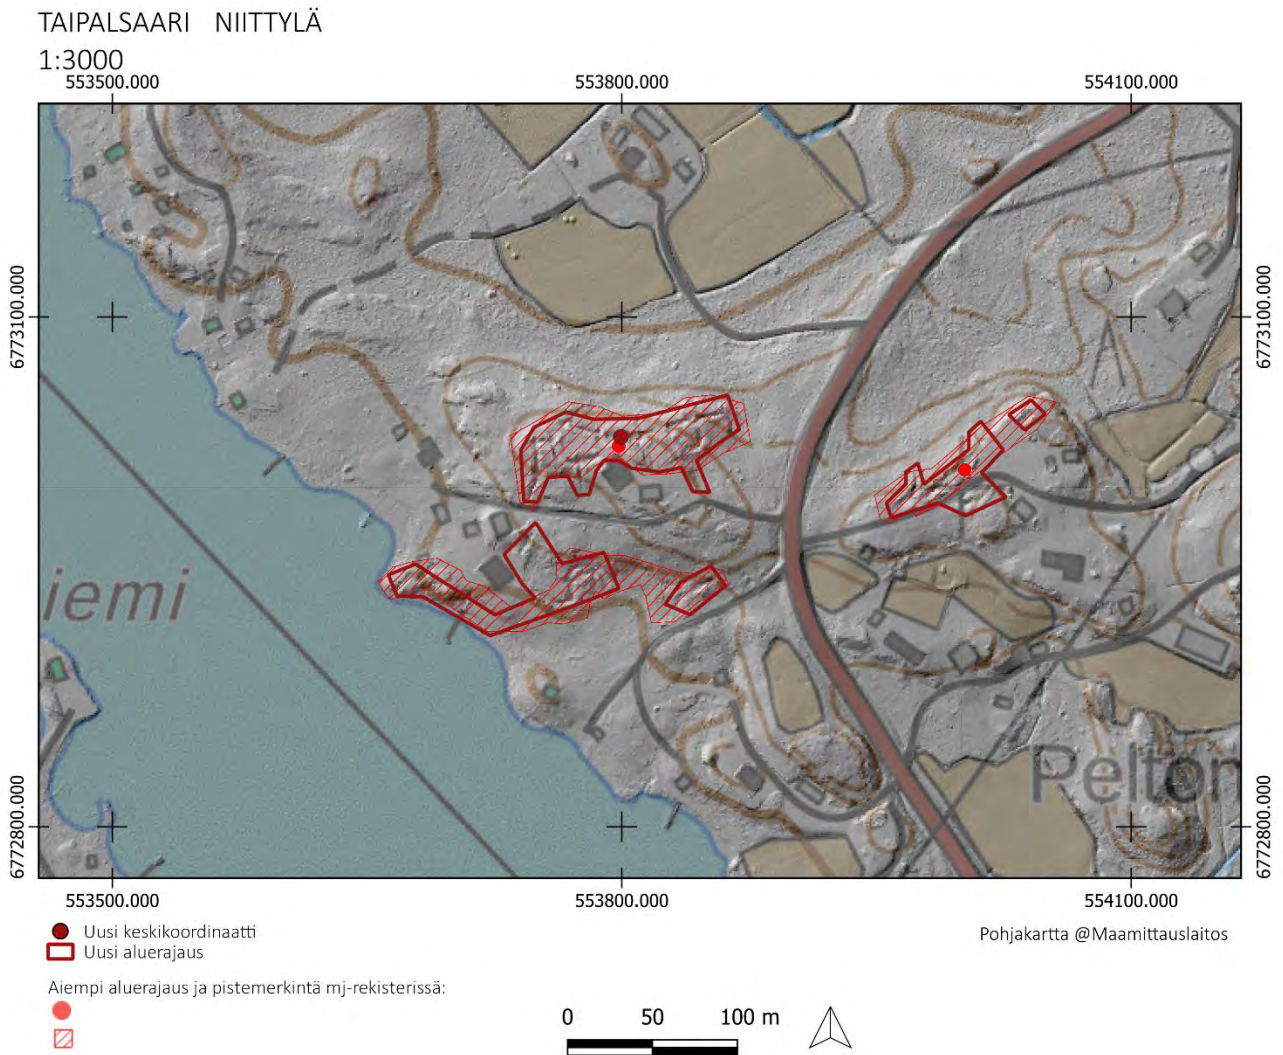 TAIPALSAARI NIITTYLÄ
1:3000
553500.000 553800.000 554100.000
6773100.000 6773100.000
iemi
Pelton
6772800.000 6772800.000
553500.000 553800.000 554100.000
Uusi keskikoordinaatti
Uusi aluerajaus
Pohjakartta @Maamittauslaitos
Aiempi aluerajaus ja pistemerkintä mj-rekisterissä:
0 50 100 m